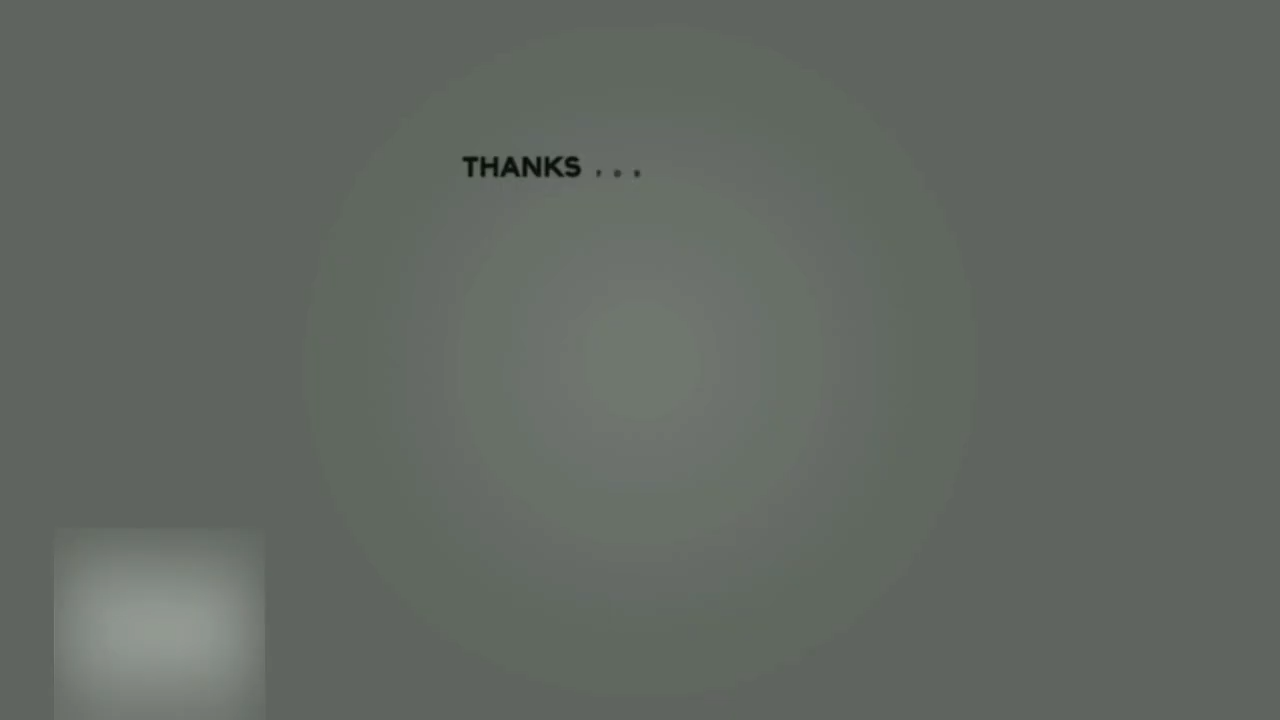 THANKS . . .